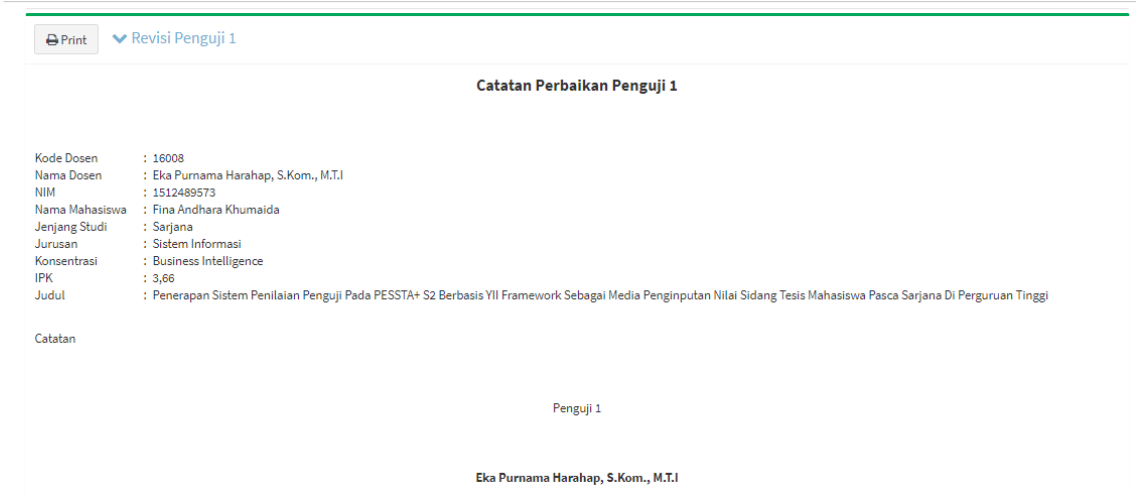 Print Revisi Penguji 1
Catatan Perbaikan Penguji 1
Kode Dosen : 16008
Nama Dosen : Eka Purnama Harahap, S.Kom., M.T.I
NIM : 1512489573
Nama Mahasiswa : Fina Andhara Khumaida
Jenjang Studi : Sarjana
Jurusan : Sistem Informasi
Konsentrasi : Business Intelligence
IPK : 3,66
Judul : Penerapan Sistem Penilaian Penguji Pada PESSTA+ S2 Berbasis YII Framework Sebagai Media Penginputan Nilai Sidang Tesis Mahasiswa Pasca Sarjana Di Perguruan Tinggi
Catatan
Penguji 1
Eka Purnama Harahap, S.Kom., M.T.I